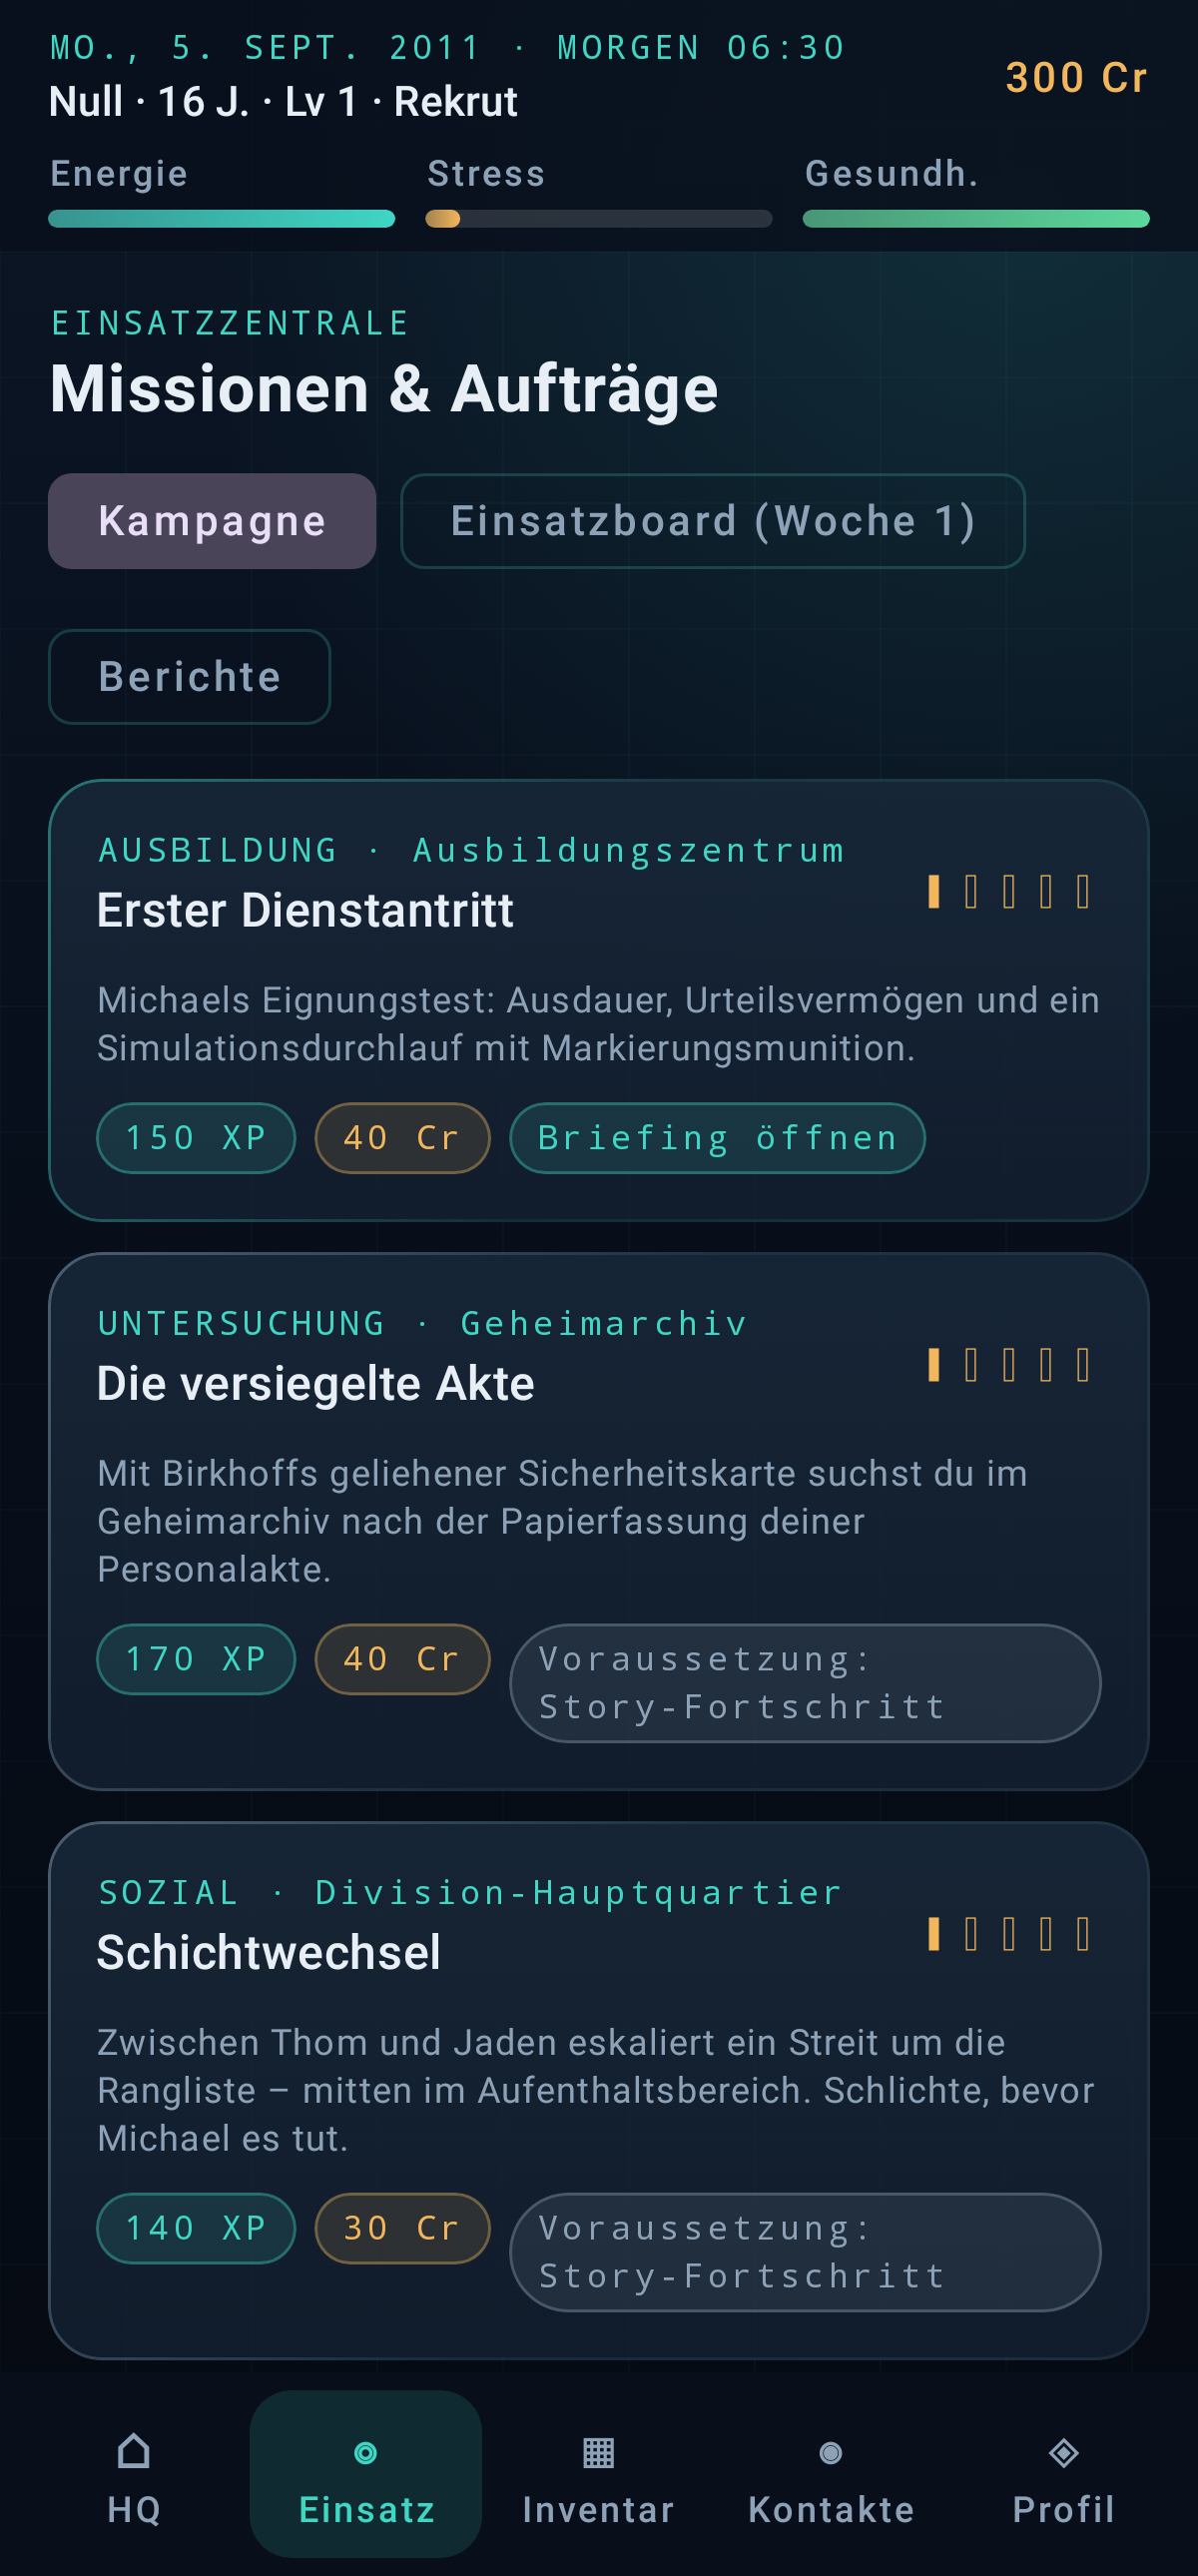 MO., 5. SEPT. 2011 · MORGEN 06:30
Null · 16 J. · Lv 1 · Rekrut
300 Cr
Energie
Stress
Gesundh.
EINSATZZENTRALE
Missionen & Aufträge
Kampagne
Einsatzboard (Woche 1)
Berichte
AUSBILDUNG · Ausbildungszentrum
Erster Dienstantritt
Michaels Eignungstest: Ausdauer, Urteilsvermögen und ein
Simulationsdurchlauf mit Markierungsmunition.
150 XP
40 Cr
Briefing öffnen
UNTERSUCHUNG · Geheimarchiv
Die versiegelte Akte
Mit Birkhoffs geliehener Sicherheitskarte suchst du im
Geheimarchiv nach der Papierfassung deiner
Personalakte.
170 XP
40 Cr
Voraussetzung:
Story-Fortschritt
SOZIAL · Division-Hauptquartier
Schichtwechsel
Zwischen Thom und Jaden eskaliert ein Streit um die
Rangliste – mitten im Aufenthaltsbereich. Schlichte, bevor
Michael es tut.
140 XP
30 Cr
Voraussetzung:
Story-Fortschritt
HQ
Einsatz
Inventar
Kontakte
Profil